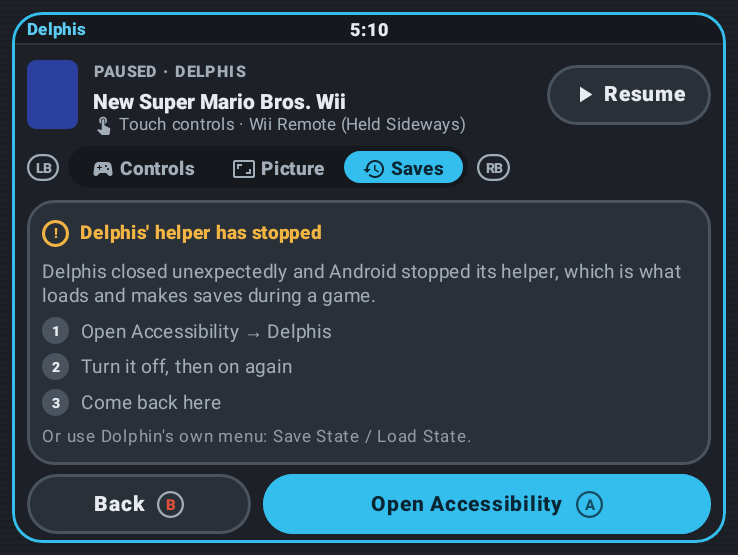 Delphis
5:10
PAUSED · DELPHIS
New Super Mario Bros. Wii
Touch controls · Wii Remote (Held Sideways)
Resume
LB
Controls
Picture
Saves
RB
! Delphis' helper has stopped
Delphis closed unexpectedly and Android stopped its helper, which is what
loads and makes saves during a game.
1 Open Accessibility → Delphis
2 Turn it off, then on again
3 Come back here
Or use Dolphin's own menu: Save State / Load State.
Back B
Open Accessibility A